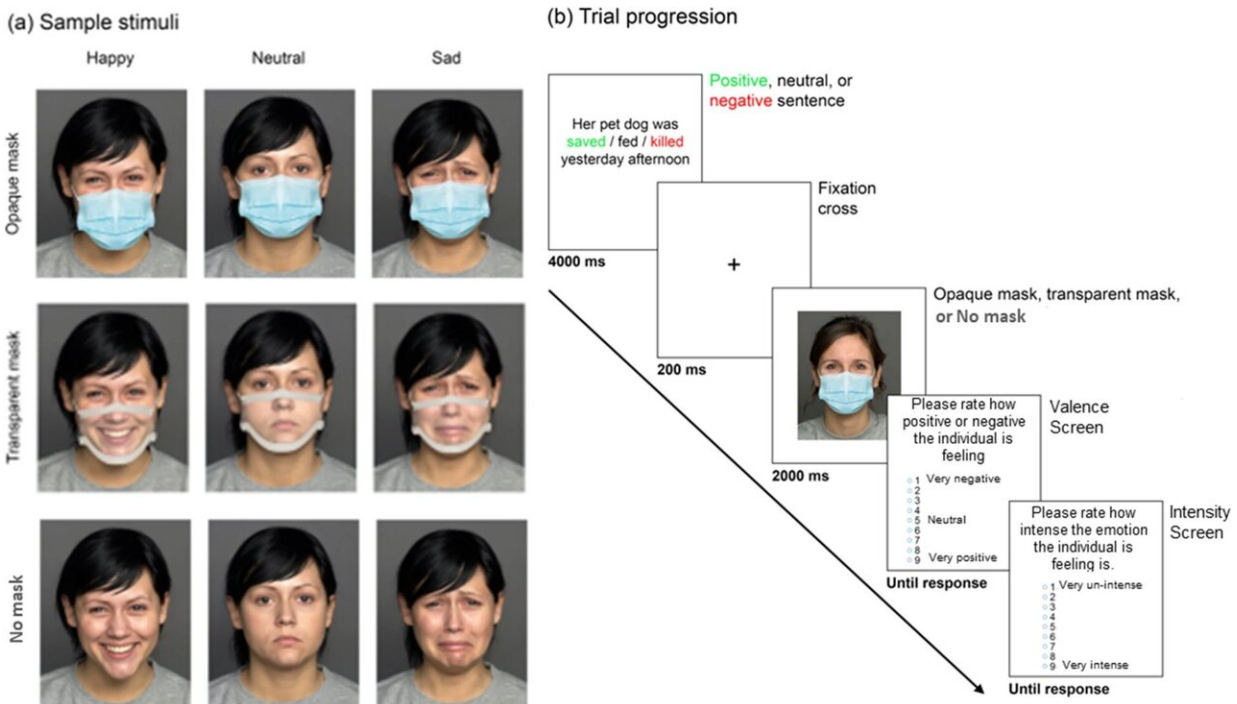 (a) Sample stimuli
Happy
Neutral
Sad
Opaque mask
Transparent mask
No mask
(b) Trial progression
Her pet dog was
saved / fed / killed
yesterday afternoon
4000 ms
Positive, neutral, or
negative sentence
+
200 ms
Fixation
cross
2000 ms
Opaque mask, transparent mask,
or No mask
Please rate how
positive or negative
the individual is
feeling
1 Very negative
2
3
4
5 Neutral
6
7
8
9 Very positive
Until response
Valence
Screen
Please rate how
intense the emotion
the individual is
feeling is.
1 Very un-intense
2
3
4
5
6
7
8
9 Very intense
Until response
Intensity
Screen